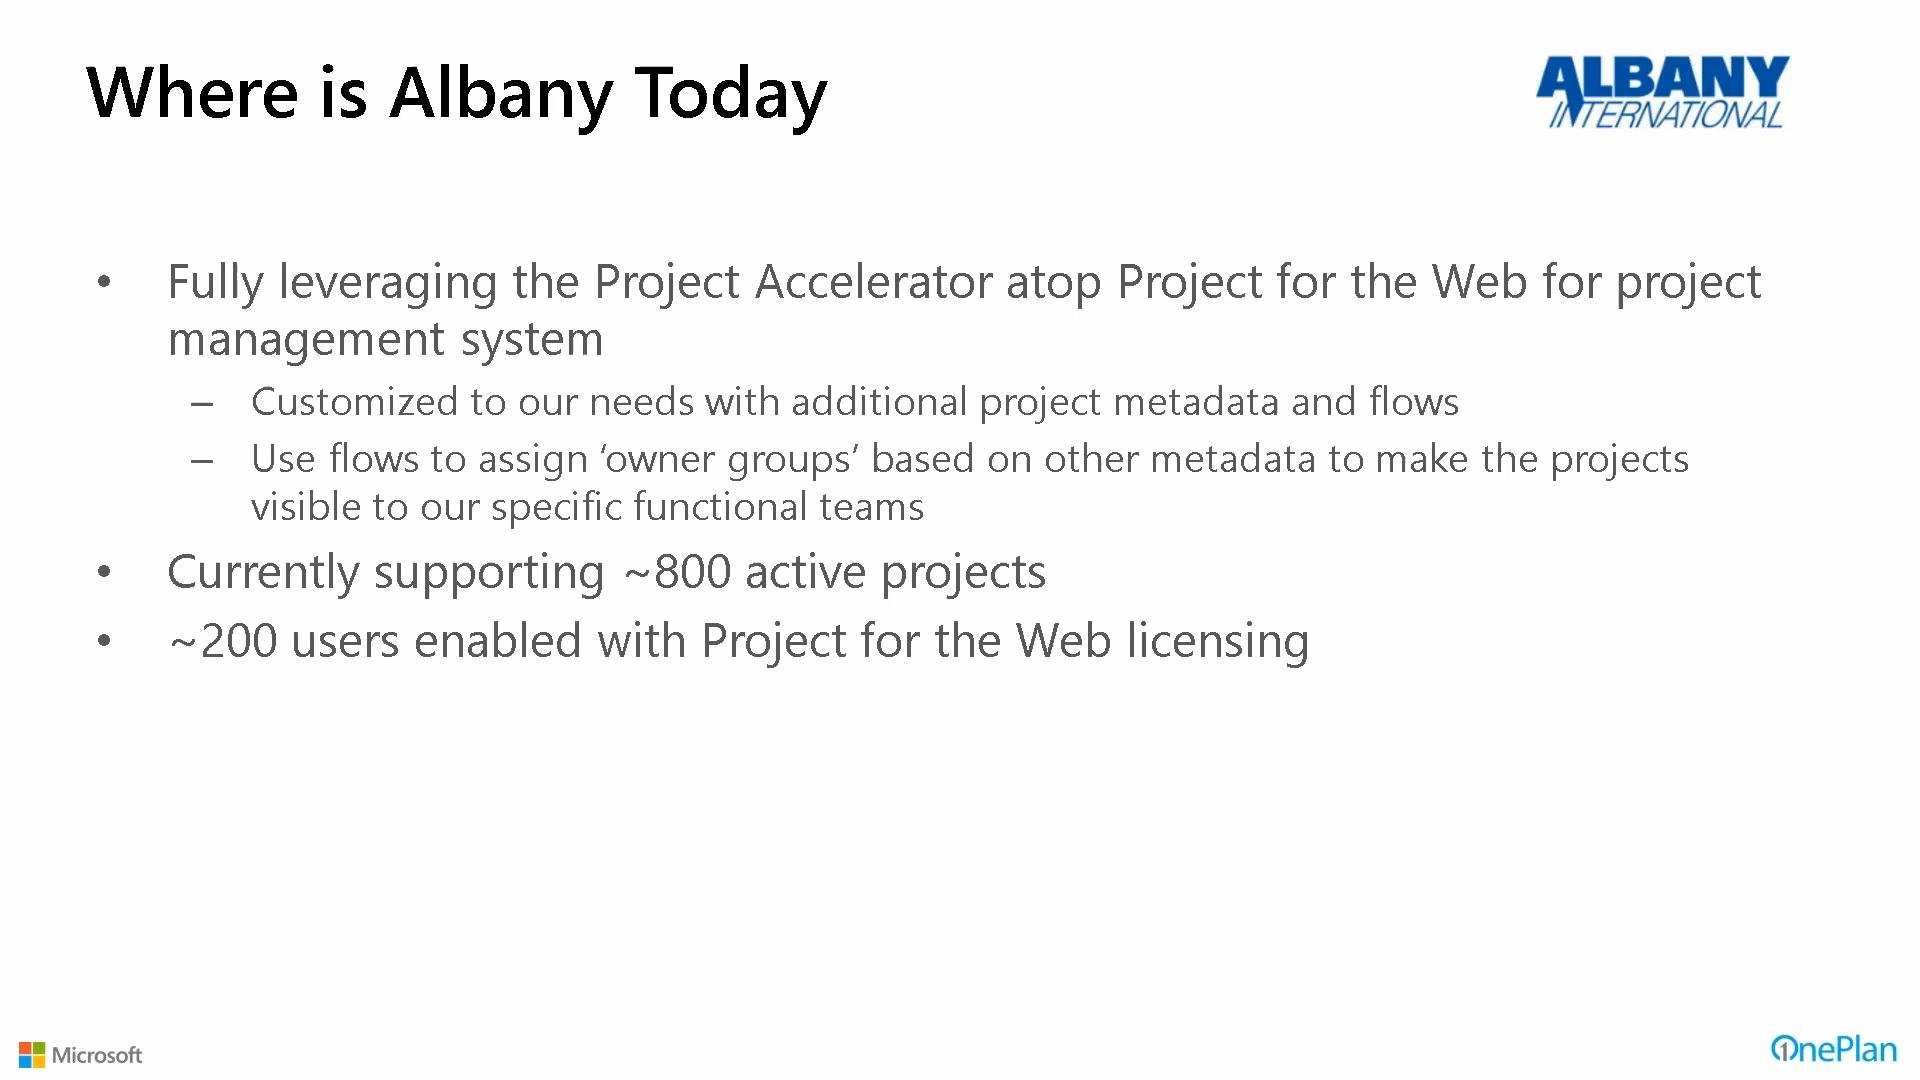 Where is Albany Today
ALBANY
INTERNATIONAL
• Fully leveraging the Project Accelerator atop Project for the Web for project
management system
– Customized to our needs with additional project metadata and flows
– Use flows to assign ‘owner groups’ based on other metadata to make the projects
visible to our specific functional teams
• Currently supporting ~800 active projects
• ~200 users enabled with Project for the Web licensing
Microsoft
OnePlan